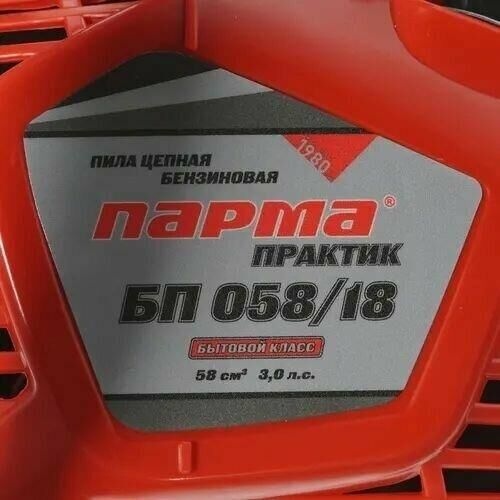 1980
ПИЛА ЦЕПНАЯ
БЕНЗИНОВАЯ
ПАРМА®
ПРАКТИК
БП 058/18
БЫТОВОЙ КЛАСС
58 см³ 3,0 л.с.